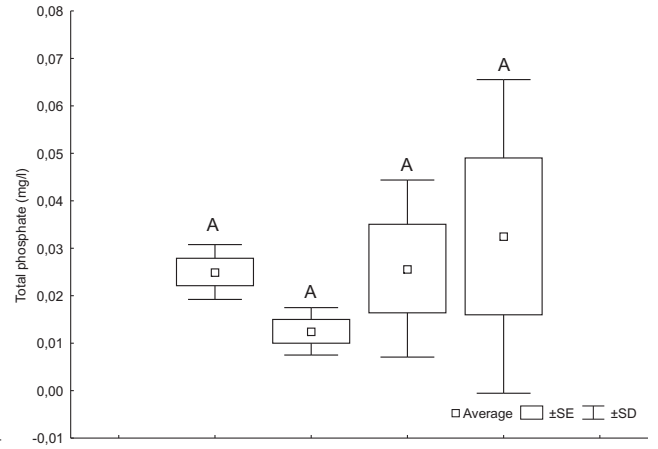 0,08
0,07
0,06
0,05
0,04
0,03
0,02
0,01
0,00
-0,01
Total phosphate (mg/l)
A
A
A
A
Average ±SE ±SD